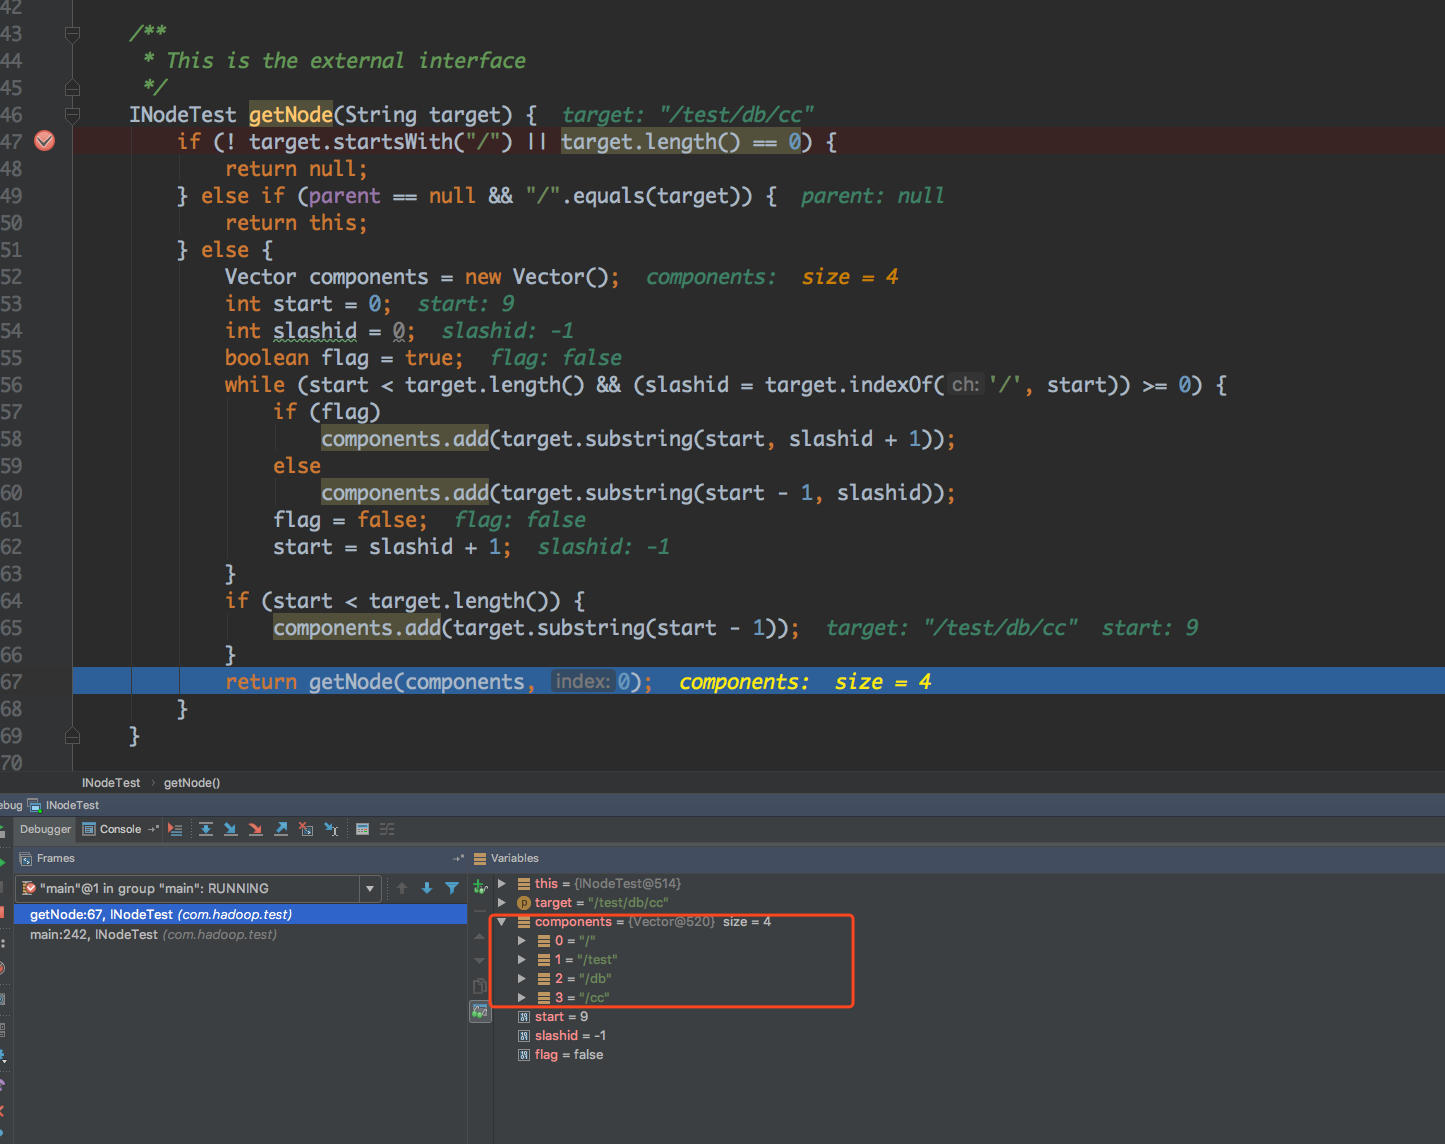 42
43 /**
44 * This is the external interface
45 */
46 INodeTest getNode(String target) { target: "/test/db/cc"
47 if (! target.startsWith("/") || target.length() == 0) {
48 return null;
49 } else if (parent == null && "/".equals(target)) { parent: null
50 return this;
51 } else {
52 Vector components = new Vector(); components: size = 4
53 int start = 0; start: 9
54 int slashid = 0; slashid: -1
55 boolean flag = true; flag: false
56 while (start < target.length() && (slashid = target.indexOf( ch: '/', start)) >= 0) {
57 if (flag)
58 components.add(target.substring(start, slashid + 1));
59 else
60 components.add(target.substring(start - 1, slashid));
61 flag = false; flag: false
62 start = slashid + 1; slashid: -1
63 }
64 if (start < target.length()) {
65 components.add(target.substring(start - 1)); target: "/test/db/cc" start: 9
66 }
67 return getNode(components, index: 0); components: size = 4
68 }
69 }
70
INodeTest › getNode()
ebug INodeTest
Debugger Console
Frames
Variables
"main"@1 in group "main": RUNNING
getNode:67, INodeTest (com.hadoop.test)
main:242, INodeTest (com.hadoop.test)
this = {INodeTest@514}
target = "/test/db/cc"
components = {Vector@520} size = 4
0 = "/"
1 = "/test"
2 = "/db"
3 = "/cc"
start = 9
slashid = -1
flag = false